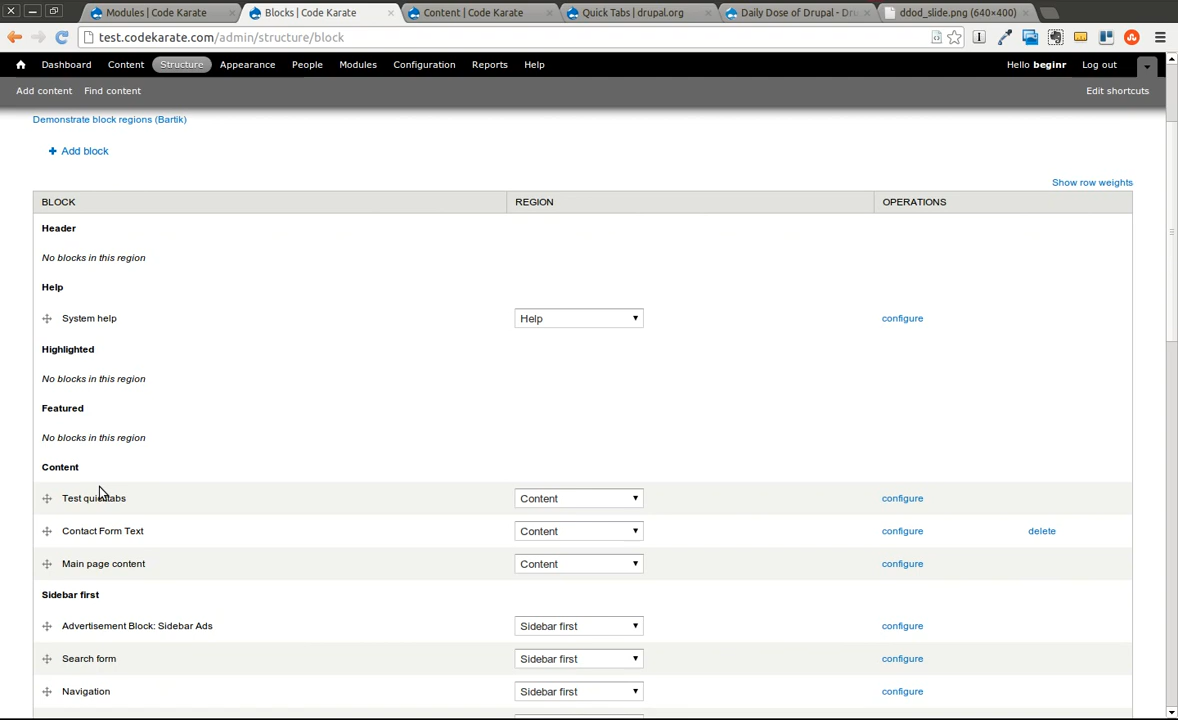 Modules | Code Karate
Blocks | Code Karate
Content | Code Karate
Quick Tabs | drupal.org
Daily Dose of Drupal - Dru
ddod_slide.png (640×400)
test.codekarate.com/admin/structure/block
Dashboard Content Structure Appearance People Modules Configuration Reports Help
Hello beginr Log out
Add content Find content
Edit shortcuts
Demonstrate block regions (Bartik)
Add block
Show row weights
BLOCK REGION OPERATIONS
Header
No blocks in this region
Help
System help Help configure
Highlighted
No blocks in this region
Featured
No blocks in this region
Content
Test quicktabs Content configure
Contact Form Text Content configure delete
Main page content Content configure
Sidebar first
Advertisement Block: Sidebar Ads Sidebar first configure
Search form Sidebar first configure
Navigation Sidebar first configure